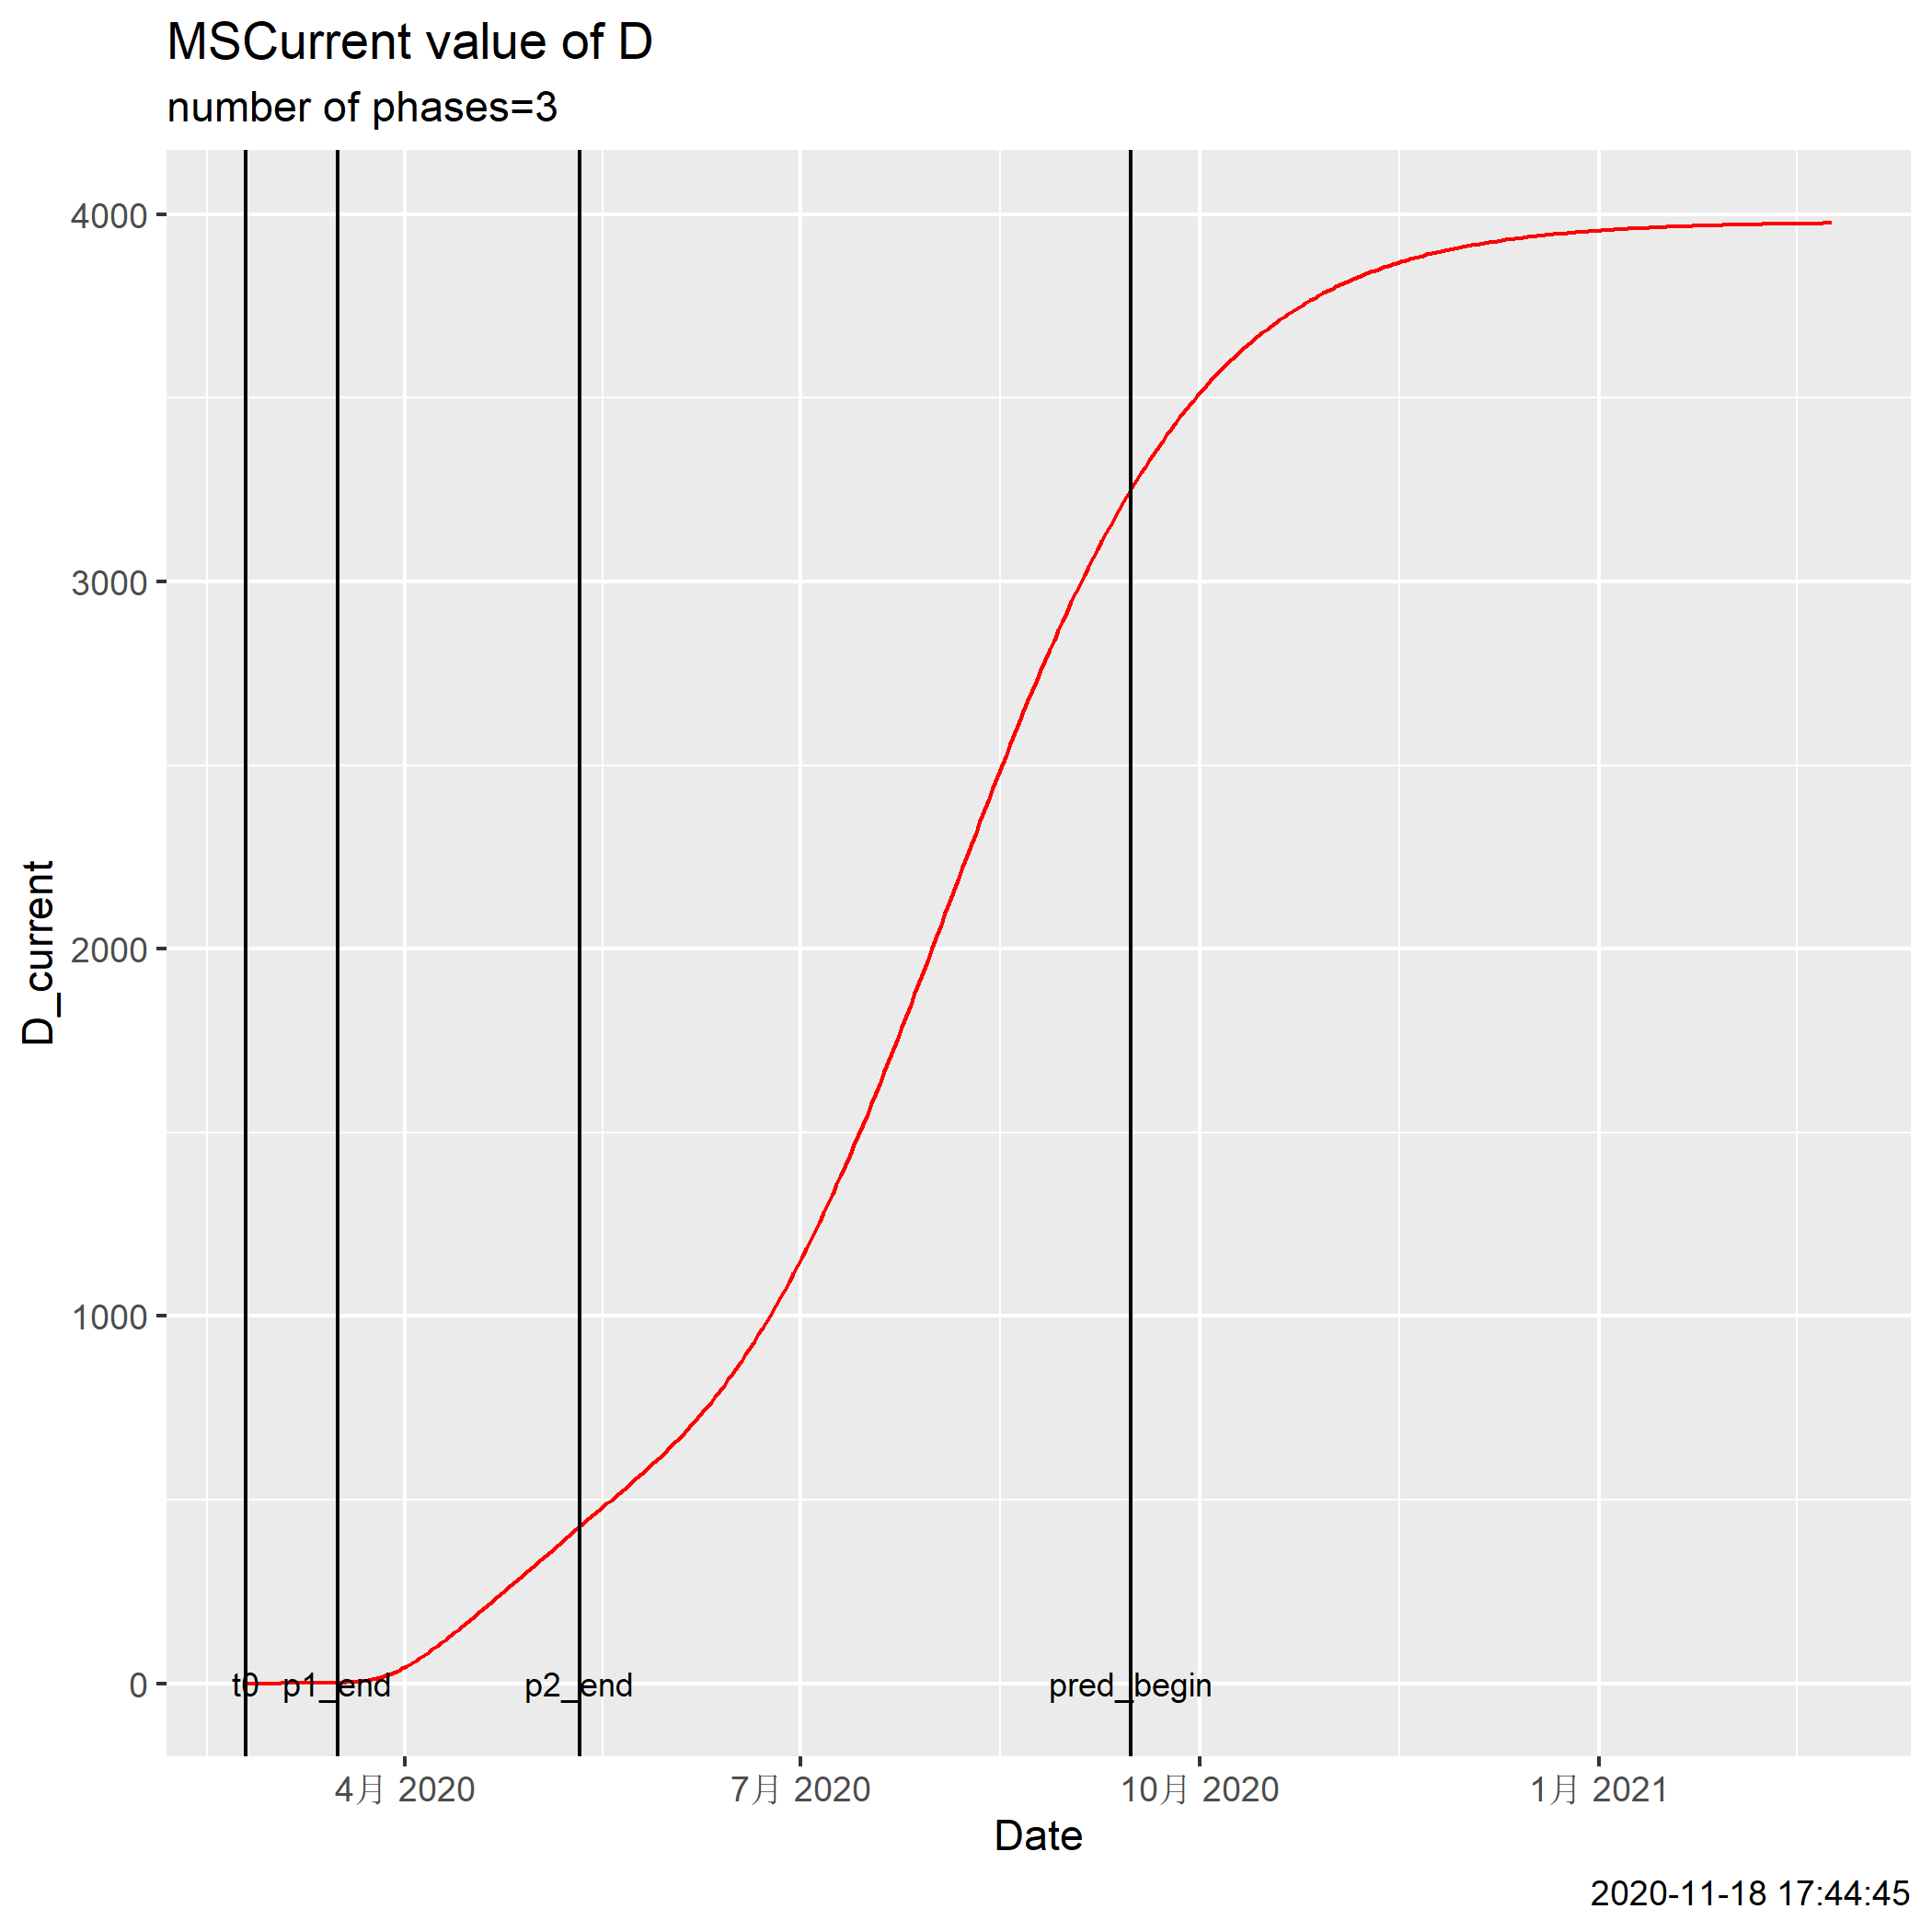 MSCurrent value of D
number of phases=3
D_current
4000
3000
2000
1000
0
t0 p1_end p2_end pred_begin
4月 2020 7月 2020 10月 2020 1月 2021
Date
2020-11-18 17:44:45